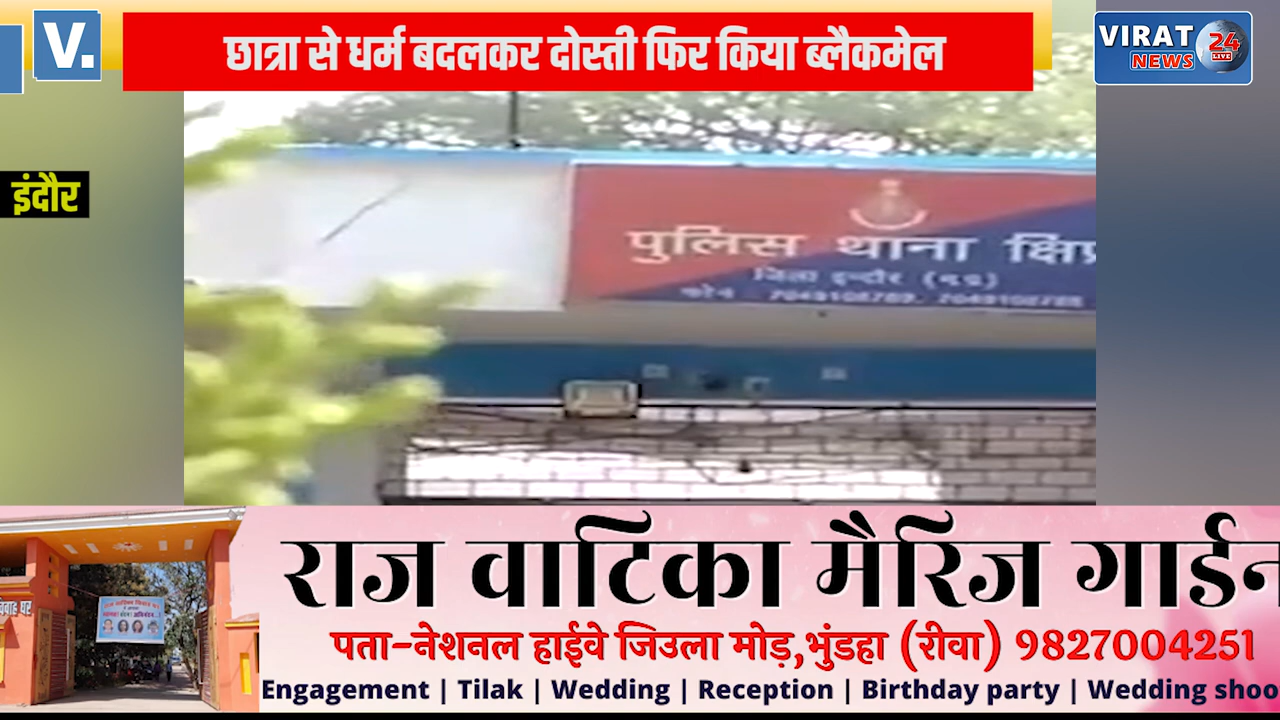 V.
छात्रा से धर्म बदलकर दोस्ती फिर किया ब्लैकमेल
VIRAT
24
NEWS
LIVE
इंदौर
पुलिस थाना
जिला इन्दौर (म.प्र)
राज वाटिका मैरिज गार्डन
पता-नेशनल हाईवे जिउला मोड़,भुंडहा (रीवा) 9827004251
Engagement | Tilak | Wedding | Reception | Birthday party | Wedding shoo